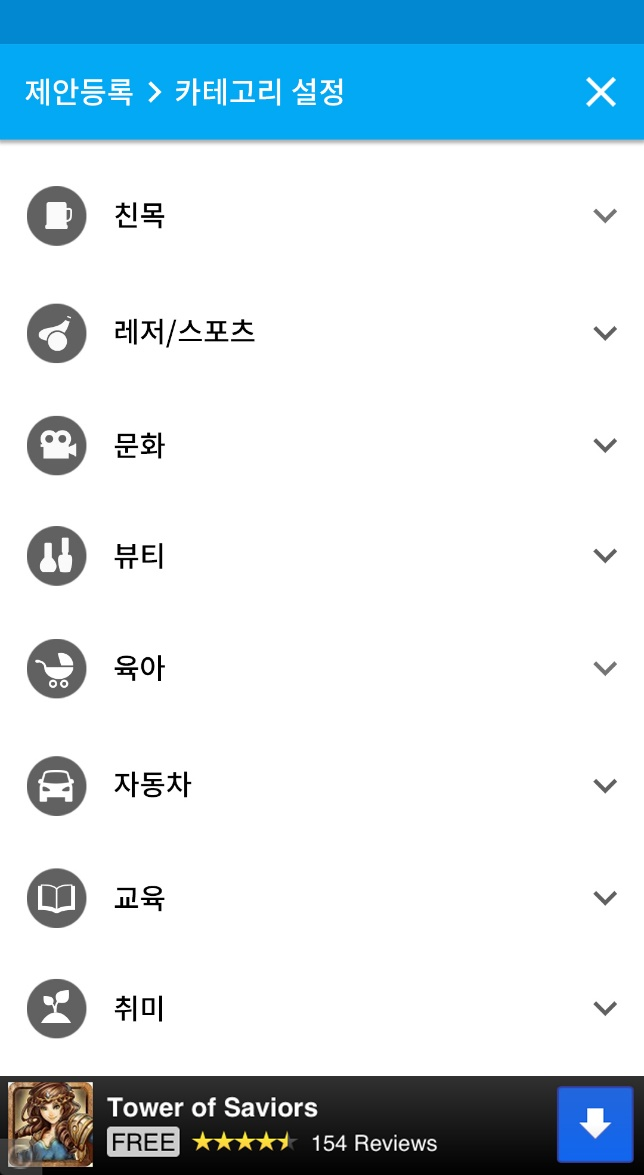 제안등록 > 카테고리 설정
친목
레저/스포츠
문화
뷰티
육아
자동차
교육
취미
Tower of Saviors
FREE 154 Reviews